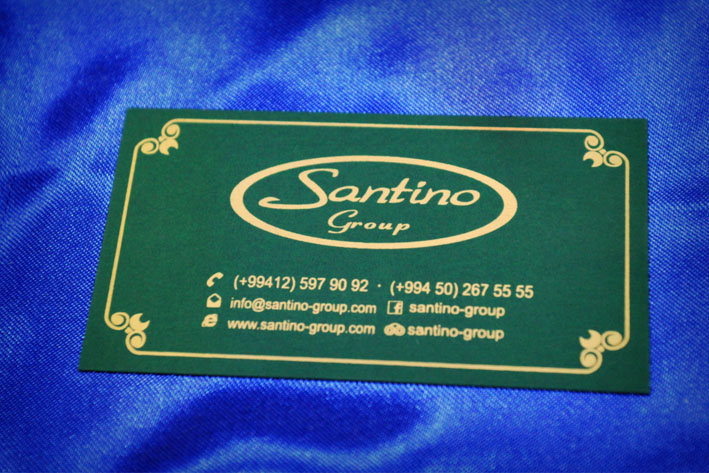 Santino
Group
(+99412) 597 90 92 · (+994 50) 267 55 55
info@santino-group.com santino-group
www.santino-group.com santino-group